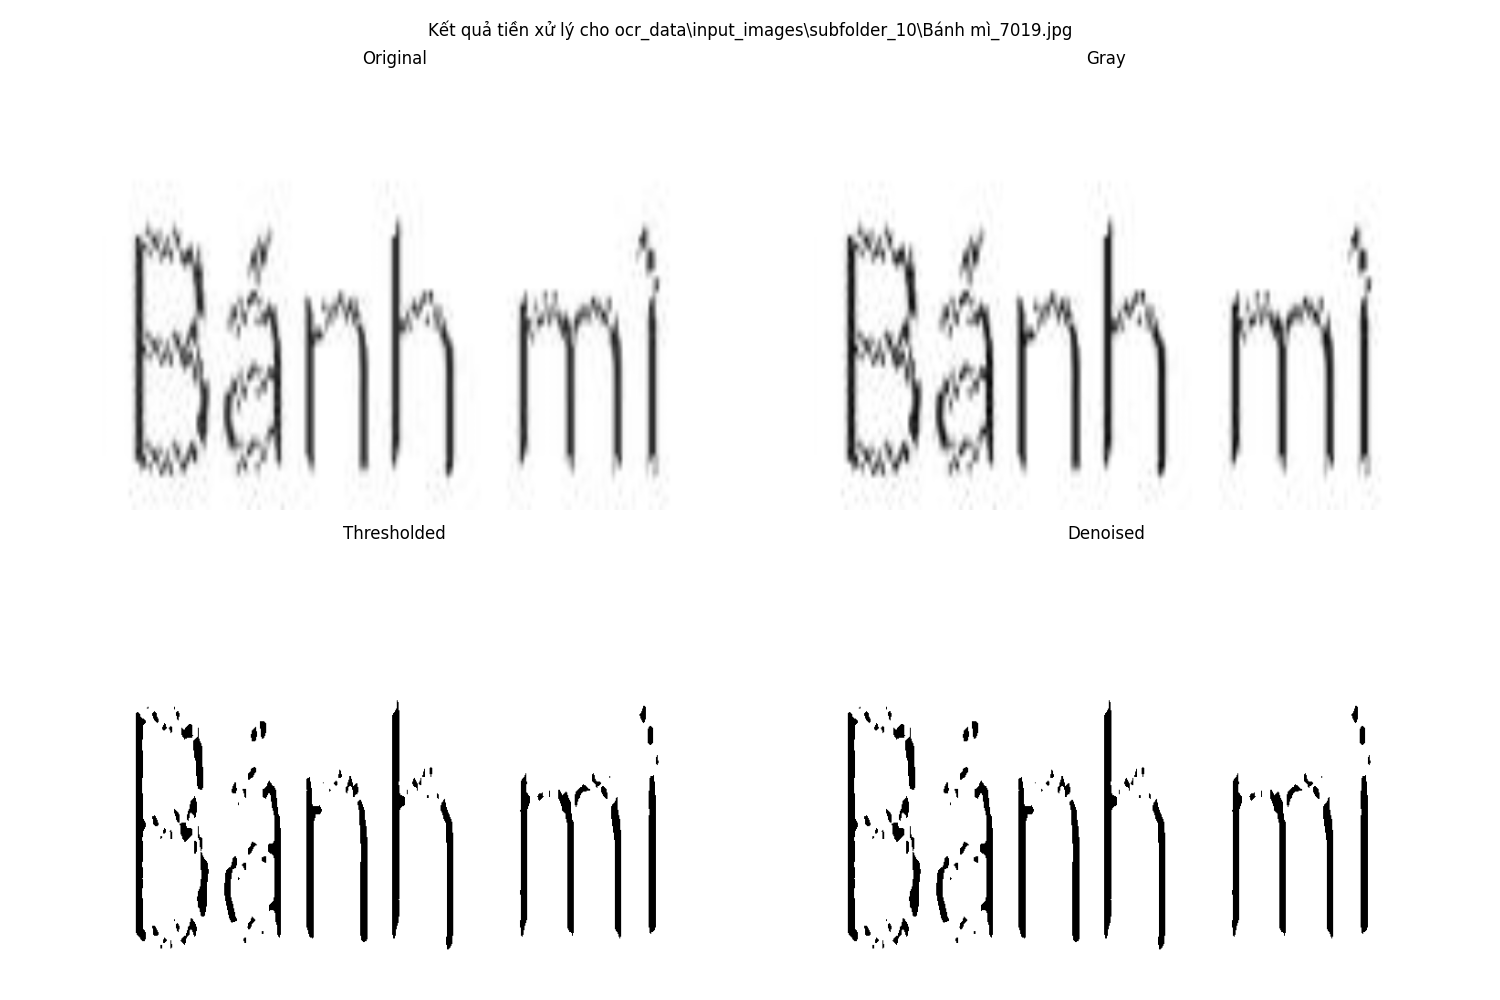 Kết quả tiền xử lý cho ocr_data\input_images\subfolder_10\Bánh mì_7019.jpg
Original
Gray
Bánh mì
Bánh mì
Thresholded
Denoised
Bánh mì
Bánh mì